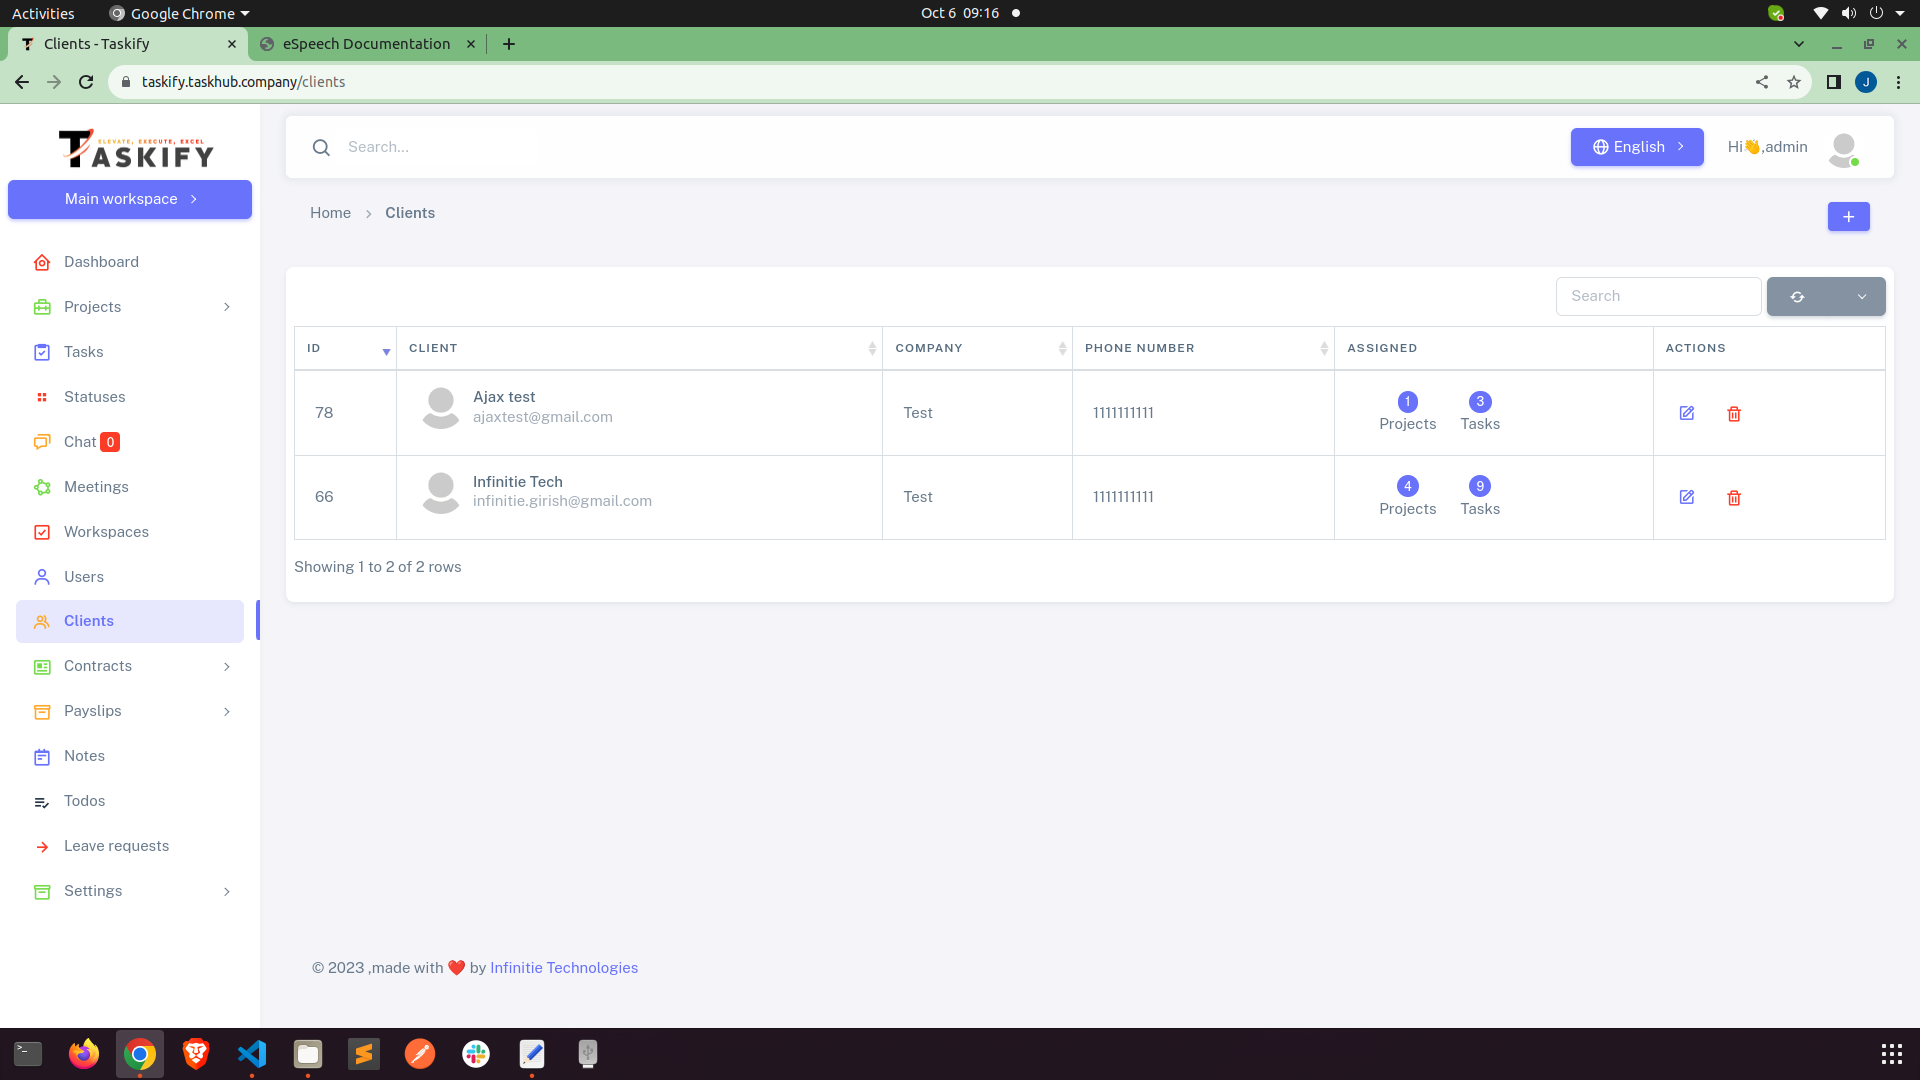 Activities
Google Chrome
Oct 6 09:16
Clients - Taskify
eSpeech Documentation
taskify.taskhub.company/clients
J
ELEVATE, EXECUTE, EXCEL
TASKIFY
Main workspace
Dashboard
Projects
Tasks
Statuses
Chat 0
Meetings
Workspaces
Users
Clients
Contracts
Payslips
Notes
Todos
Leave requests
Settings
Search...
English
Hi👋,admin
Home > Clients
+
Search
ID CLIENT COMPANY PHONE NUMBER ASSIGNED ACTIONS
78 Ajax test Test 1111111111 1 3
ajaxtest@gmail.com Projects Tasks
66 Infinitie Tech Test 1111111111 4 9
infinitie.girish@gmail.com Projects Tasks
Showing 1 to 2 of 2 rows
© 2023 ,made with ❤️ by Infinitie Technologies